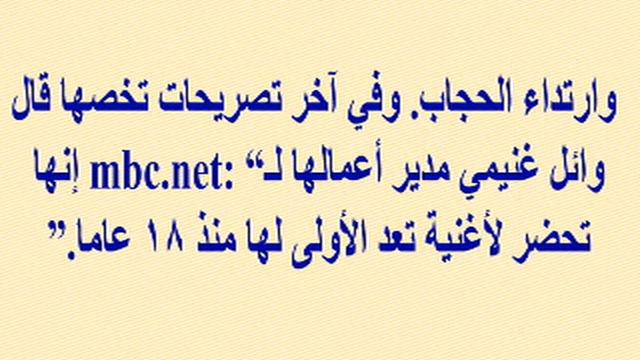 وارتداء الحجاب. وفي آخر تصريحات تخصها قال
وائل غنيمي مدير أعمالها لـ“ mbc.net: إنها
تحضر لأغنية تعد الأولى لها منذ ١٨ عاما.”